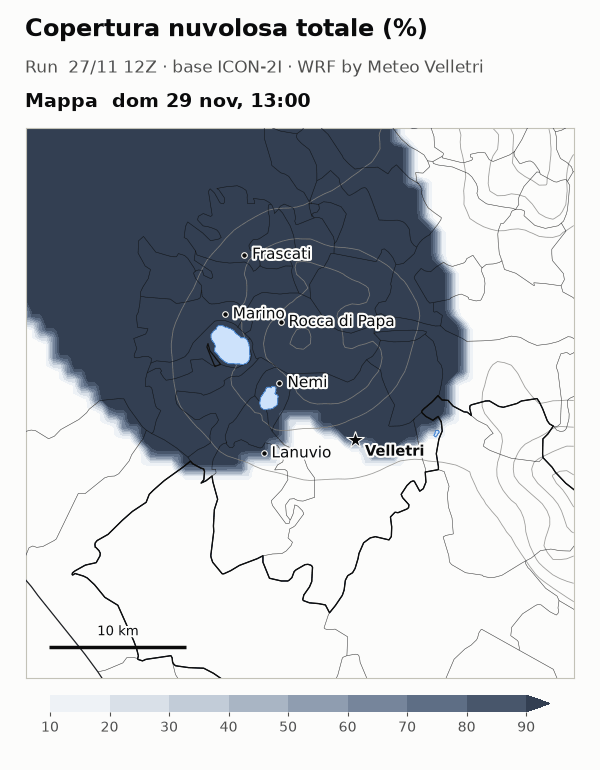 Copertura nuvolosa totale (%)
Run  27/11 12Z · base ICON-2I · WRF by Meteo Velletri
Mappa  dom 29 nov, 13:00
Frascati
Marino
Rocca di Papa
Nemi
Velletri
Lanuvio
10 km
10 20 30 40 50 60 70 80 90